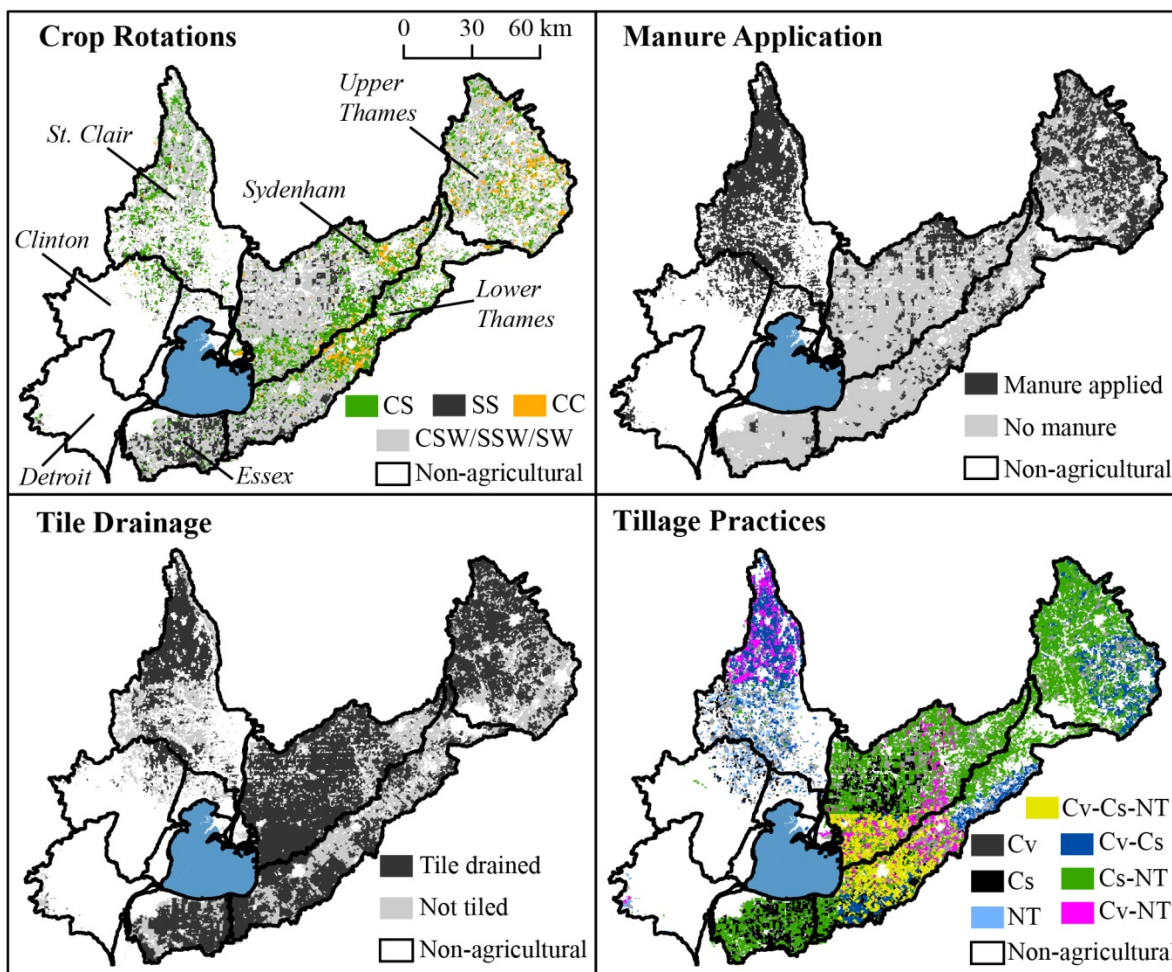 Crop Rotations
0 30 60 km
Upper
Thames
St. Clair
Sydenham
Clinton
Lower
Thames
CS SS CC
CSW/SSW/SW
Non-agricultural
Detroit
Essex
Manure Application
Manure applied
No manure
Non-agricultural
Tile Drainage
Tile drained
Not tiled
Non-agricultural
Tillage Practices
Cv-Cs-NT
Cv Cv-Cs
Cs Cs-NT
NT Cv-NT
Non-agricultural